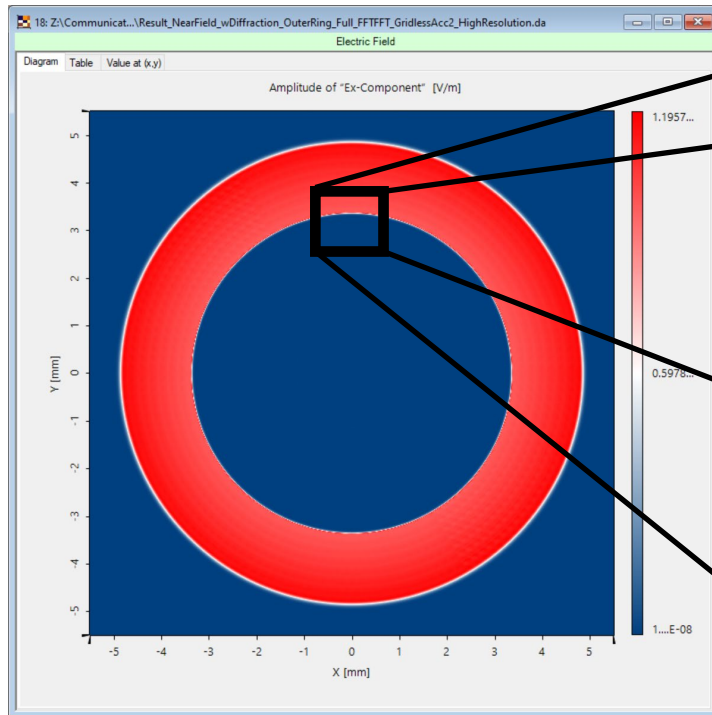 18: Z:\Communicat...\Result_NearField_wDiffraction_OuterRing_Full_FFTFFT_GridlessAcc2_HighResolution.da
Electric Field
Diagram Table Value at (x,y)
Amplitude of "Ex-Component" [V/m]
1.1957...
0.5978...
1....E-08
Y [mm]
5
4
3
2
1
0
-1
-2
-3
-4
-5
-5 -4 -3 -2 -1 0 1 2 3 4 5
X [mm]